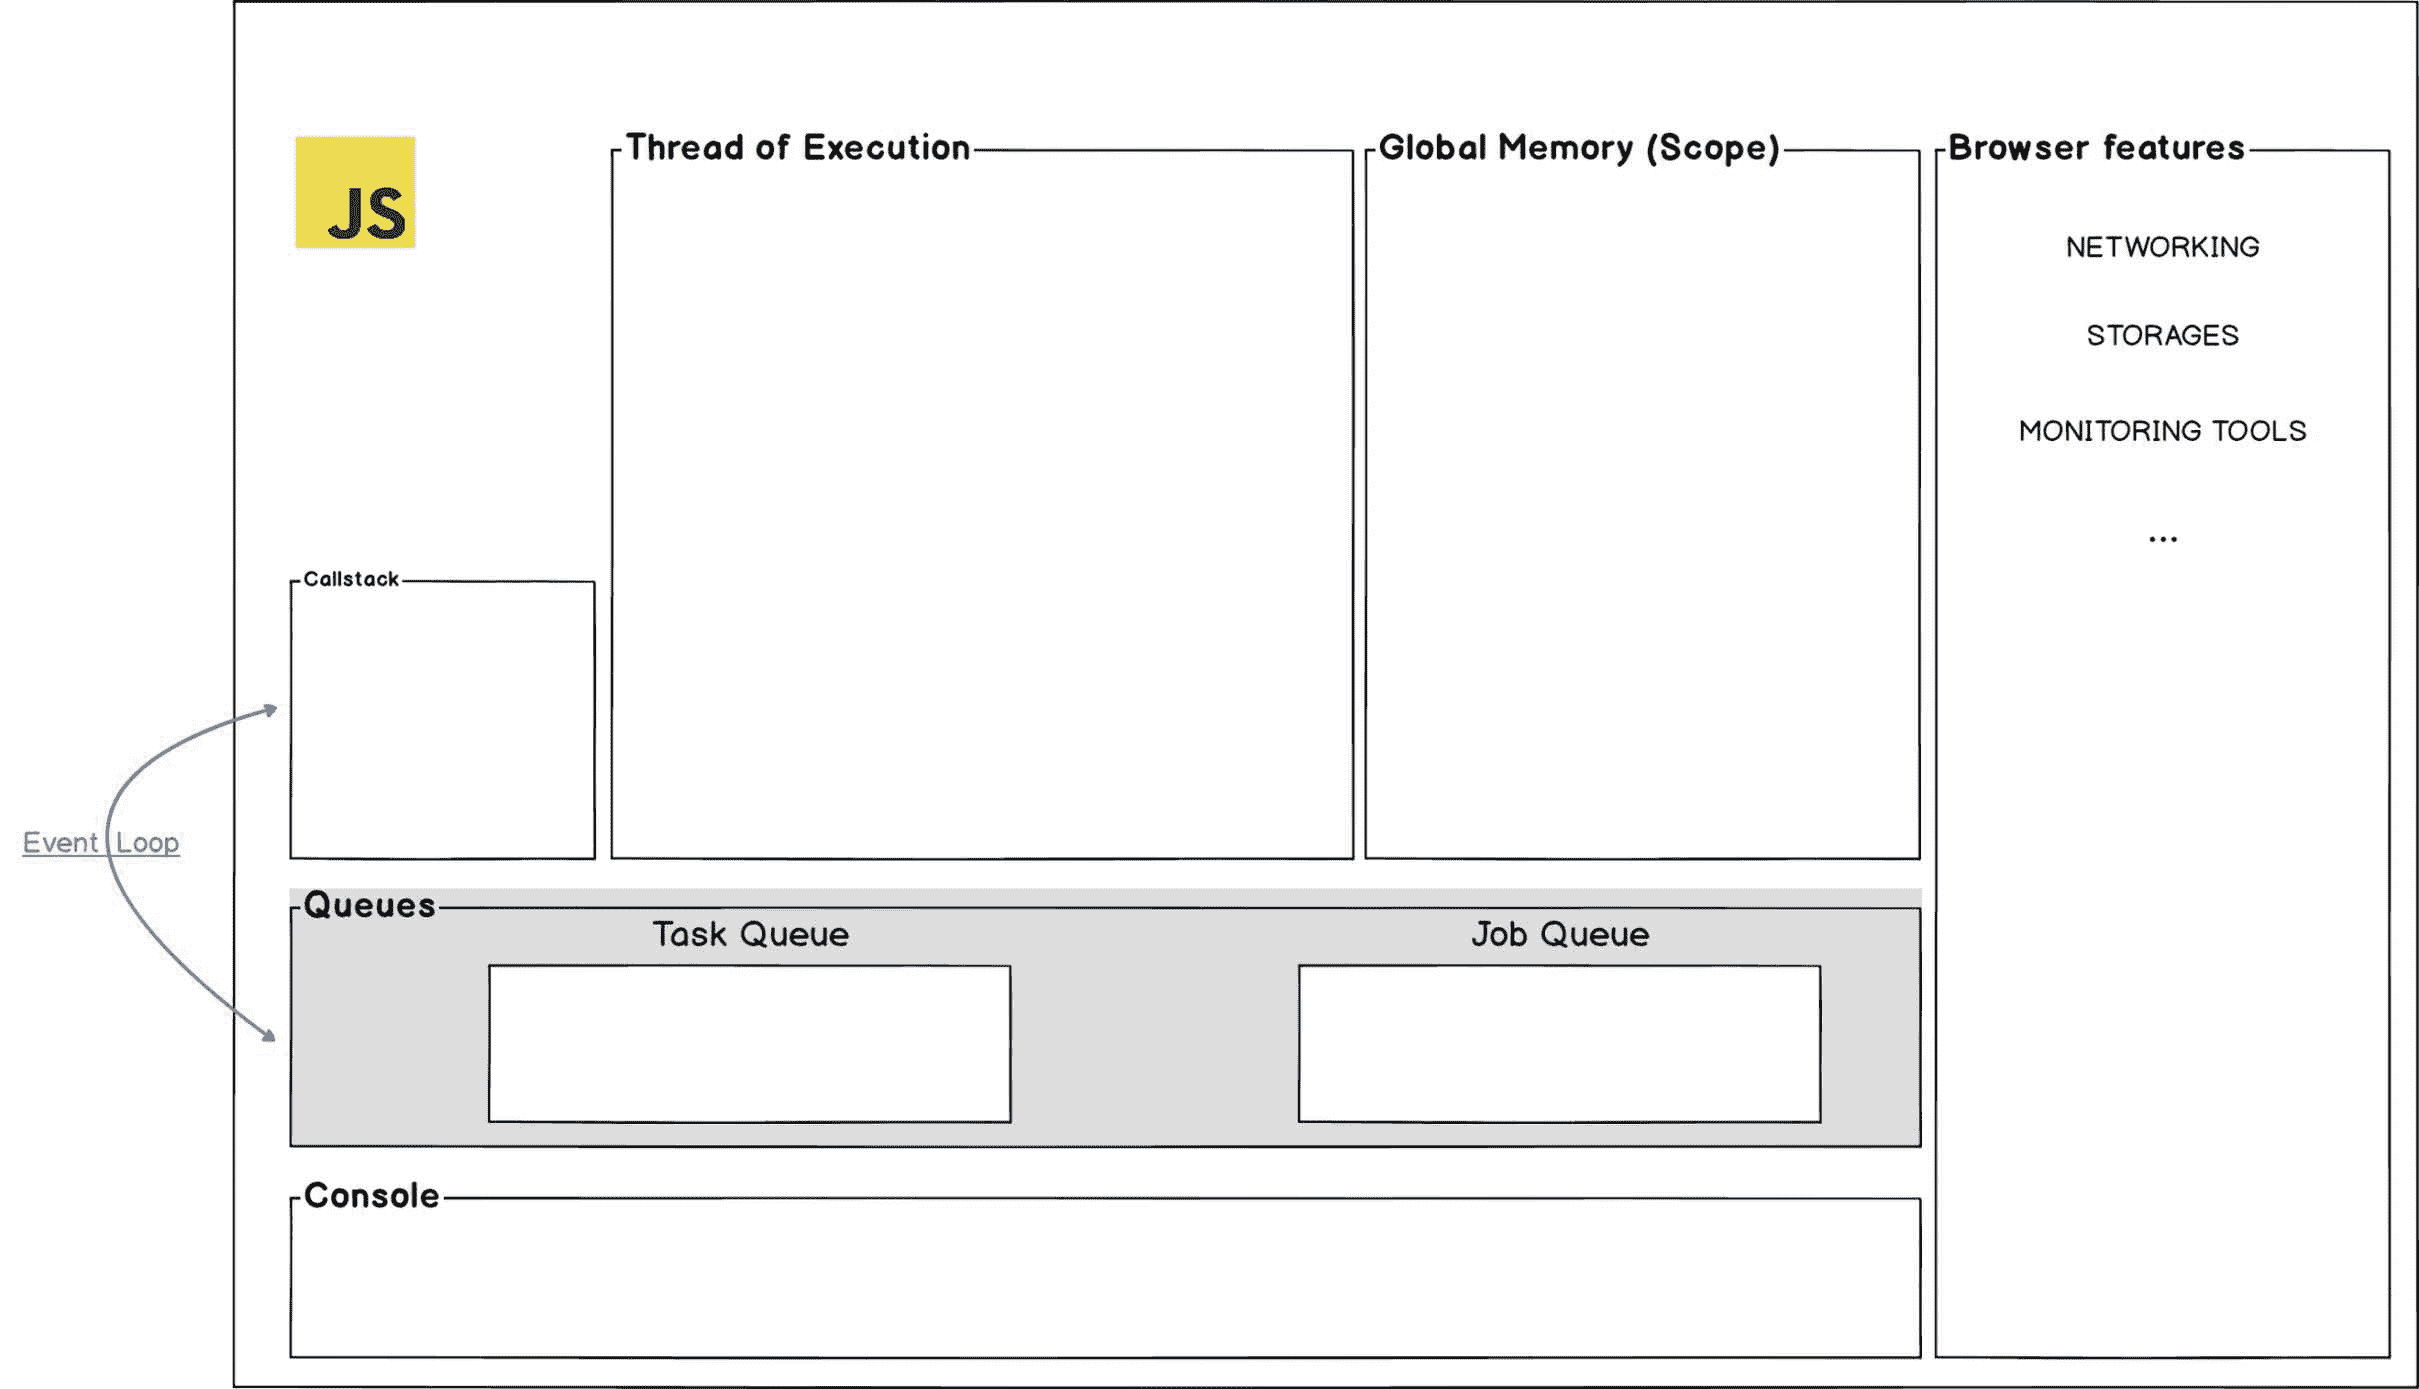 JS
Thread of Execution
Global Memory (Scope)
Browser features
NETWORKING
STORAGES
MONITORING TOOLS
...
Callstack
Event Loop
Queues
Task Queue
Job Queue
Console